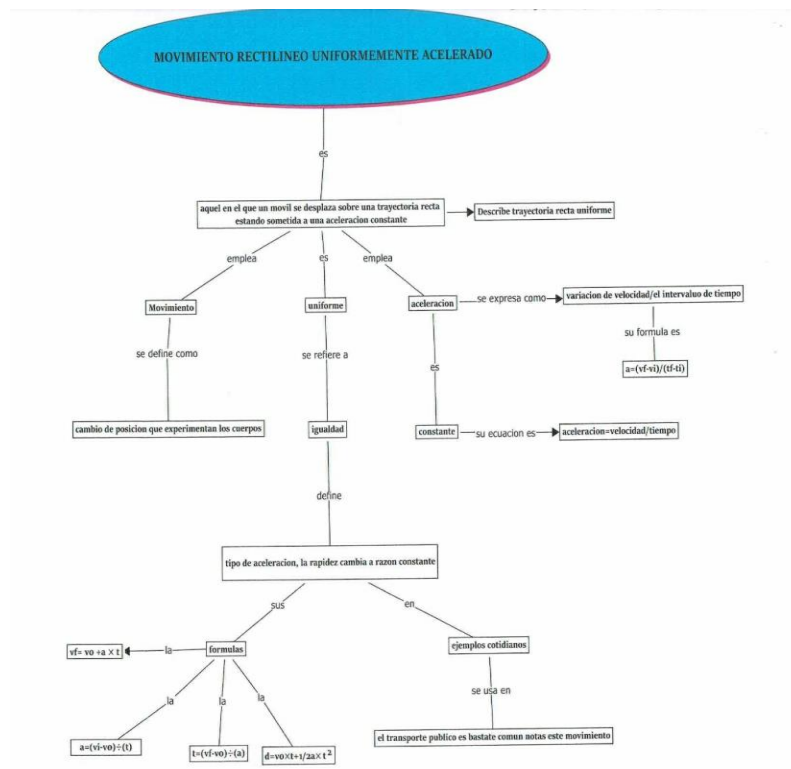 MOVIMIENTO RECTILINEO UNIFORMEMENTE ACELERADO
es
aquel en el que un movil se desplaza sobre una trayectoria recta
estando sometida a una aceleracion constante
Describe trayectoria recta uniforme
emplea
es
emplea
Movimiento
uniforme
aceleracion
se expresa como
variacion de velocidad/el intervaluo de tiempo
se define como
se refiere a
es
su formula es
a=(vf-vi)/(tf-ti)
cambio de posicion que experimentan los cuerpos
igualdad
constante
su ecuacion es
aceleracion=velocidad/tiempo
define
tipo de aceleracion, la rapidez cambia a razon constante
sus
en
vf= vo +a X t
la
formulas
ejemplos cotidianos
la
la
la
se usa en
a=(vi-vo)÷(t)
t=(vf-vo)÷(a)
d=vo×t+1/2a× t²
el transporte publico es bastate comun notas este movimiento